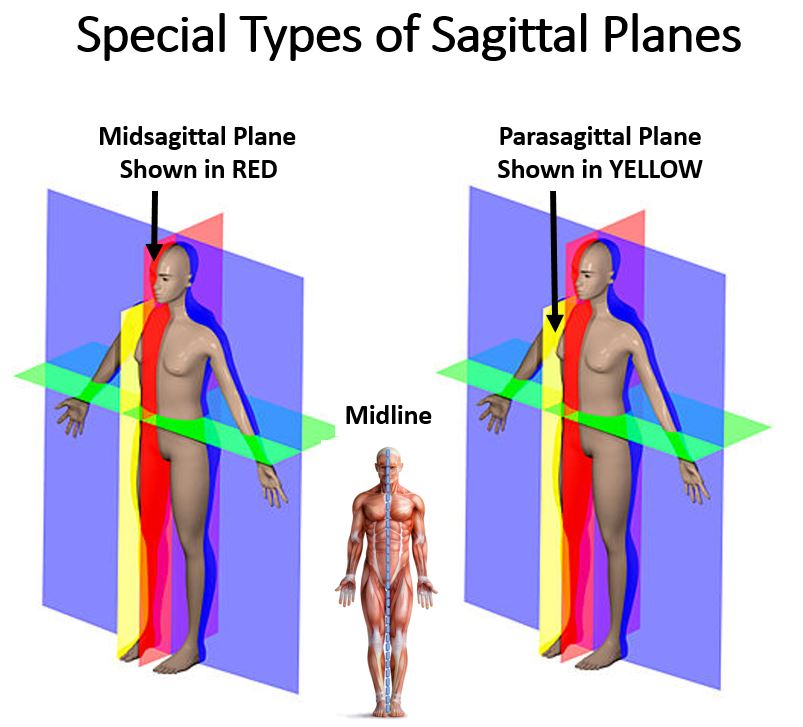 Special Types of Sagittal Planes
Midsagittal Plane
Shown in RED
Parasagittal Plane
Shown in YELLOW
Midline